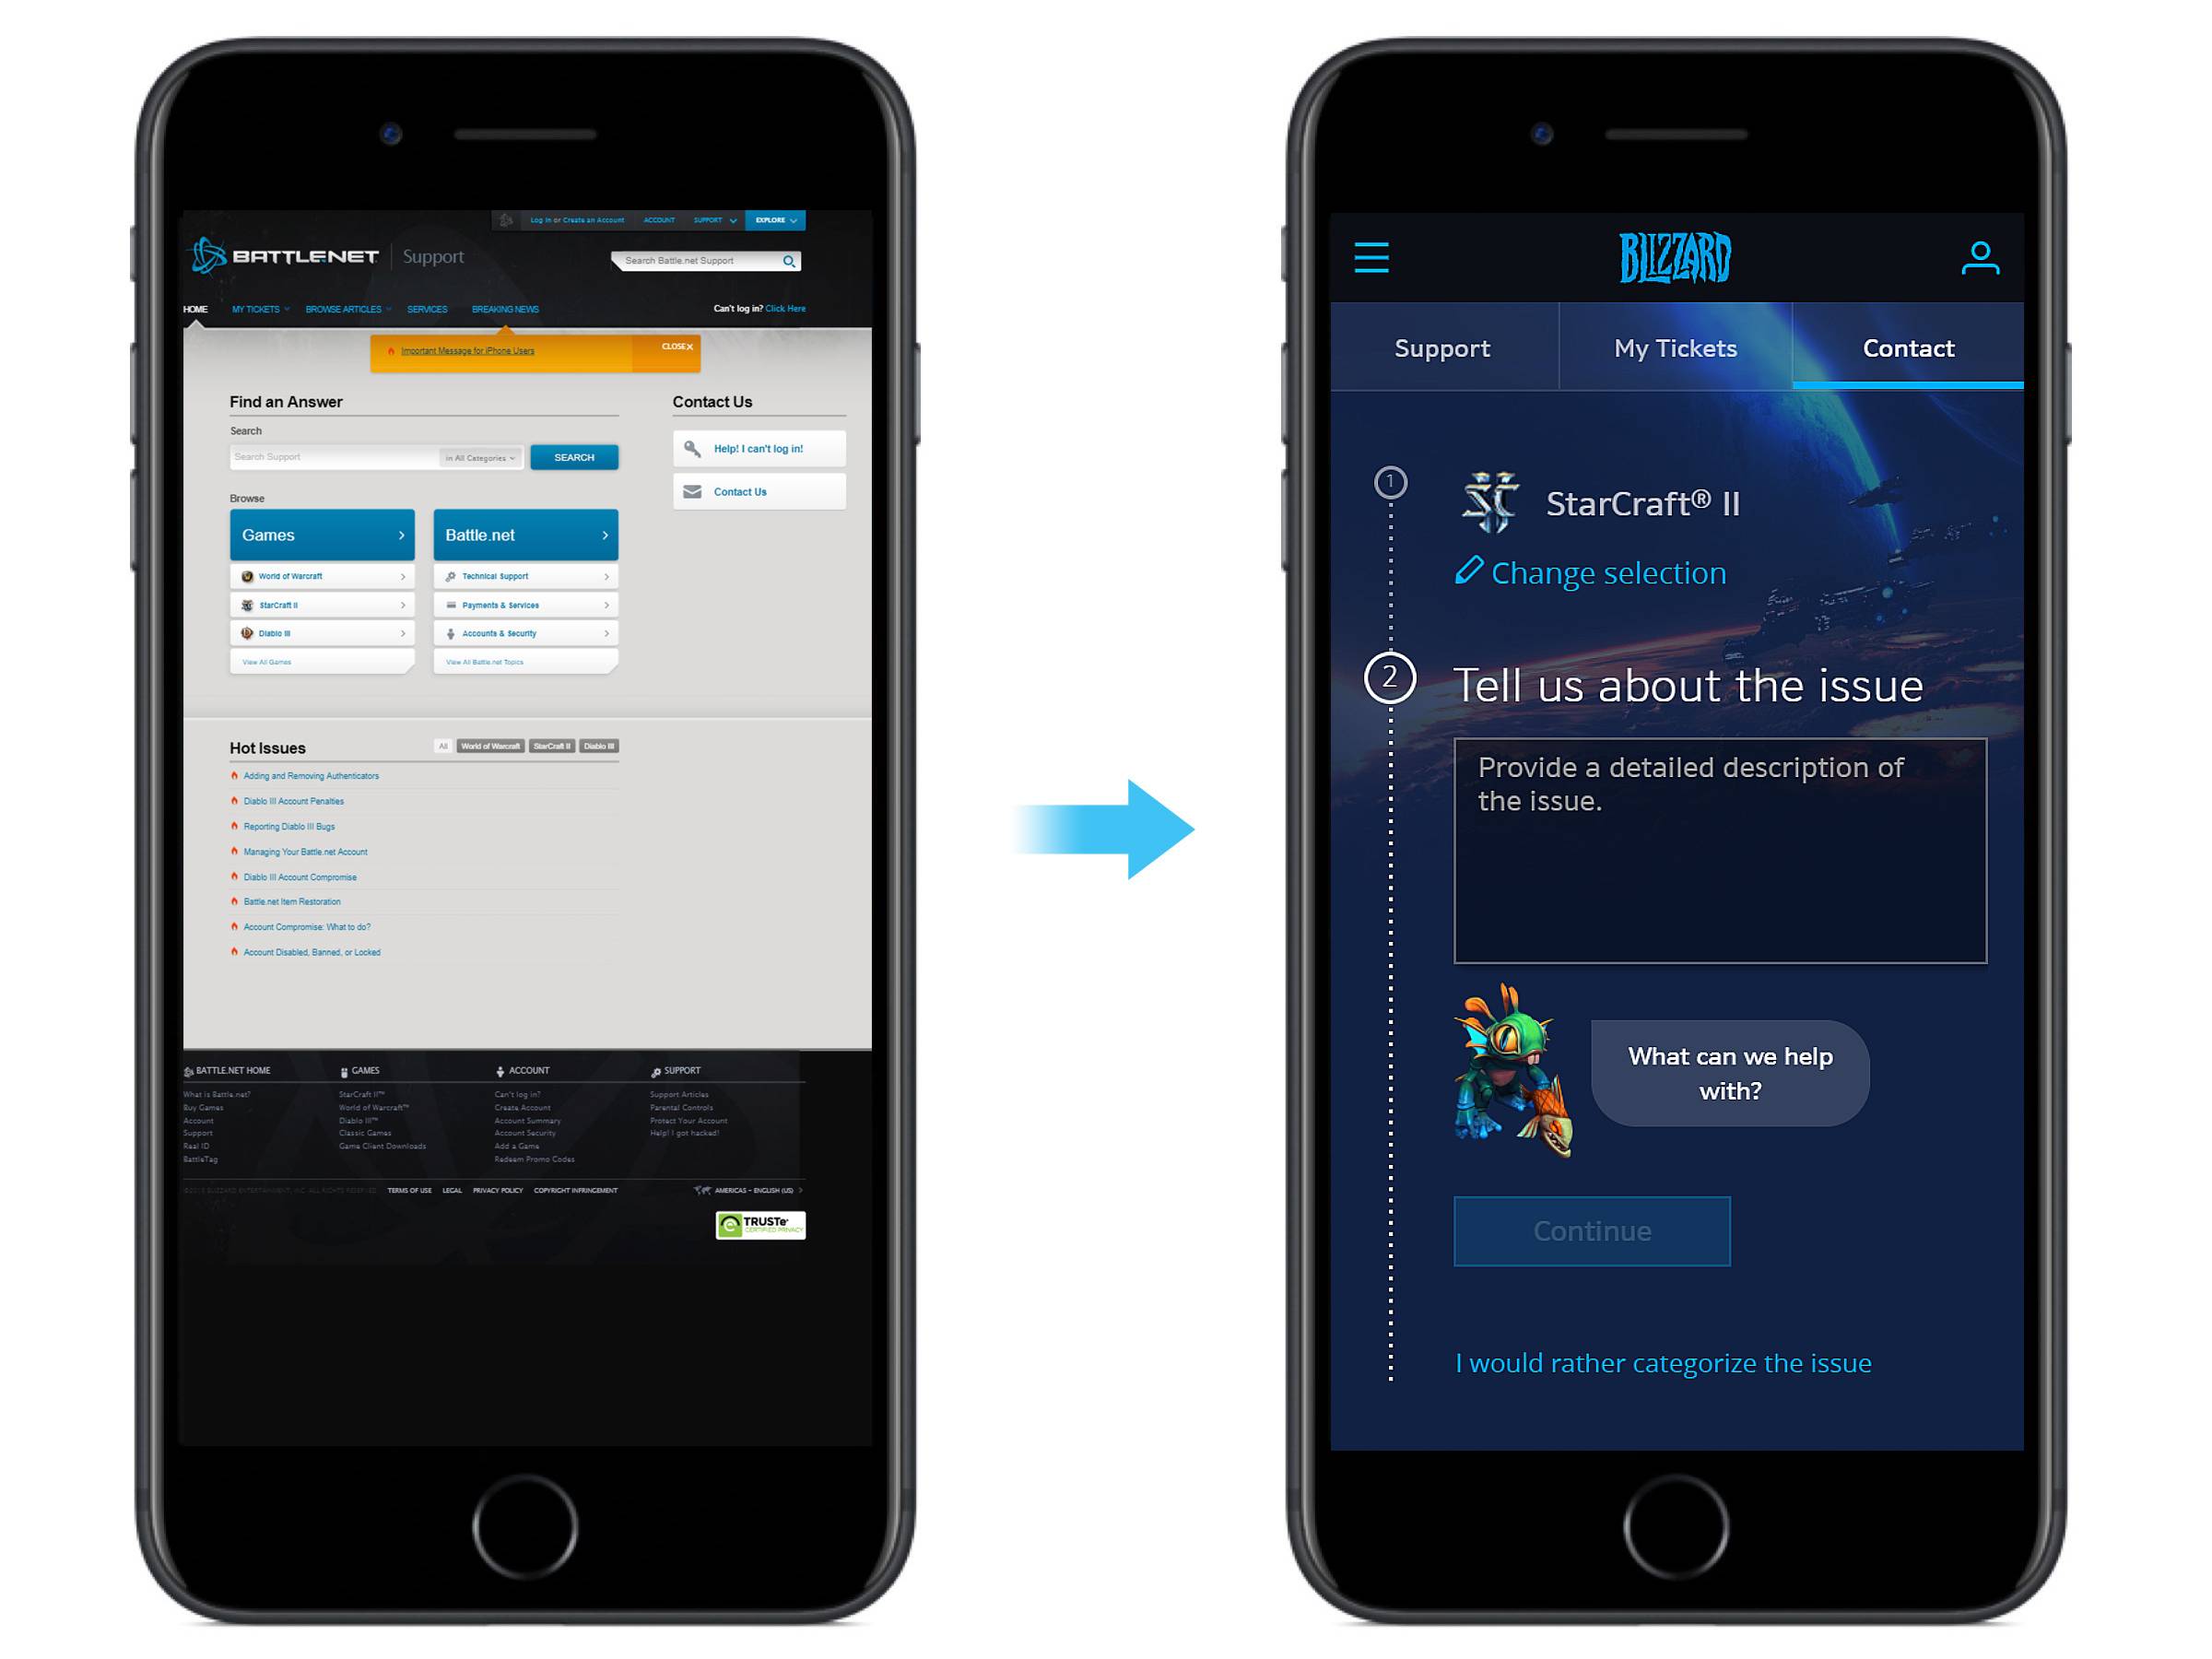 Log In or Create an Account
ACCOUNT
SUPPORT
EXPLORE
BATTLE.NET
Support
Search Battle.net Support
HOME
MY TICKETS
BROWSE ARTICLES
SERVICES
BREAKING NEWS
Can't log in? Click Here
Important Message for iPhone Users
CLOSE X
Find an Answer
Search
Search Support
in All Categories
SEARCH
Browse
Games
World of Warcraft
StarCraft II
Diablo III
View All Games
Battle.net
Technical Support
Payments & Services
Accounts & Security
View All Battle.net Topics
Contact Us
Help! I can't log in!
Contact Us
Hot Issues
All
World of Warcraft
StarCraft II
Diablo III
Adding and Removing Authenticators
Diablo III Account Penalties
Reporting Diablo III Bugs
Managing Your Battle.net Account
Diablo III Account Compromise
Battle.net Item Restoration
Account Compromise: What to do?
Account Disabled, Banned, or Locked
BATTLE.NET HOME
What is Battle.net?
Buy Games
Account
Support
Real ID
BattleTag
GAMES
StarCraft II™
World of Warcraft™
Diablo III™
Classic Games
Game Client Downloads
ACCOUNT
Can't log in?
Create Account
Account Summary
Account Security
Add a Game
Redeem Promo Codes
SUPPORT
Support Articles
Parental Controls
Protect Your Account
Help! I got hacked!
TERMS OF USE
LEGAL
PRIVACY POLICY
COPYRIGHT INFRINGEMENT
AMERICAS - ENGLISH (US)
TRUSTe
CERTIFIED PRIVACY
BLIZZARD
Support
My Tickets
Contact
1
StarCraft® II
Change selection
2
Tell us about the issue
Provide a detailed description of
the issue.
What can we help
with?
Continue
I would rather categorize the issue